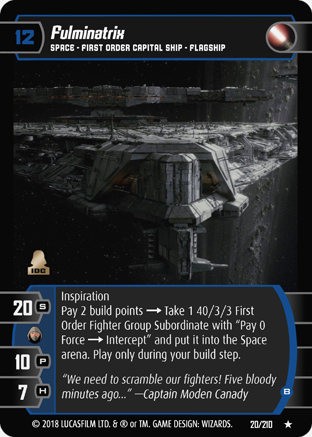 12
Fulminatrix
SPACE - FIRST ORDER CAPITAL SHIP - FLAGSHIP
IDC
20 S
10 P
7 H
Inspiration
Pay 2 build points → Take 1 40/3/3 First
Order Fighter Group Subordinate with “Pay 0
Force → Intercept” and put it into the Space
arena. Play only during your build step.
“We need to scramble our fighters! Five bloody
minutes ago...” —Captain Moden Canady
B
© 2018 LUCASFILM LTD. & ® or TM. GAME DESIGN: WIZARDS.
20/210 ★